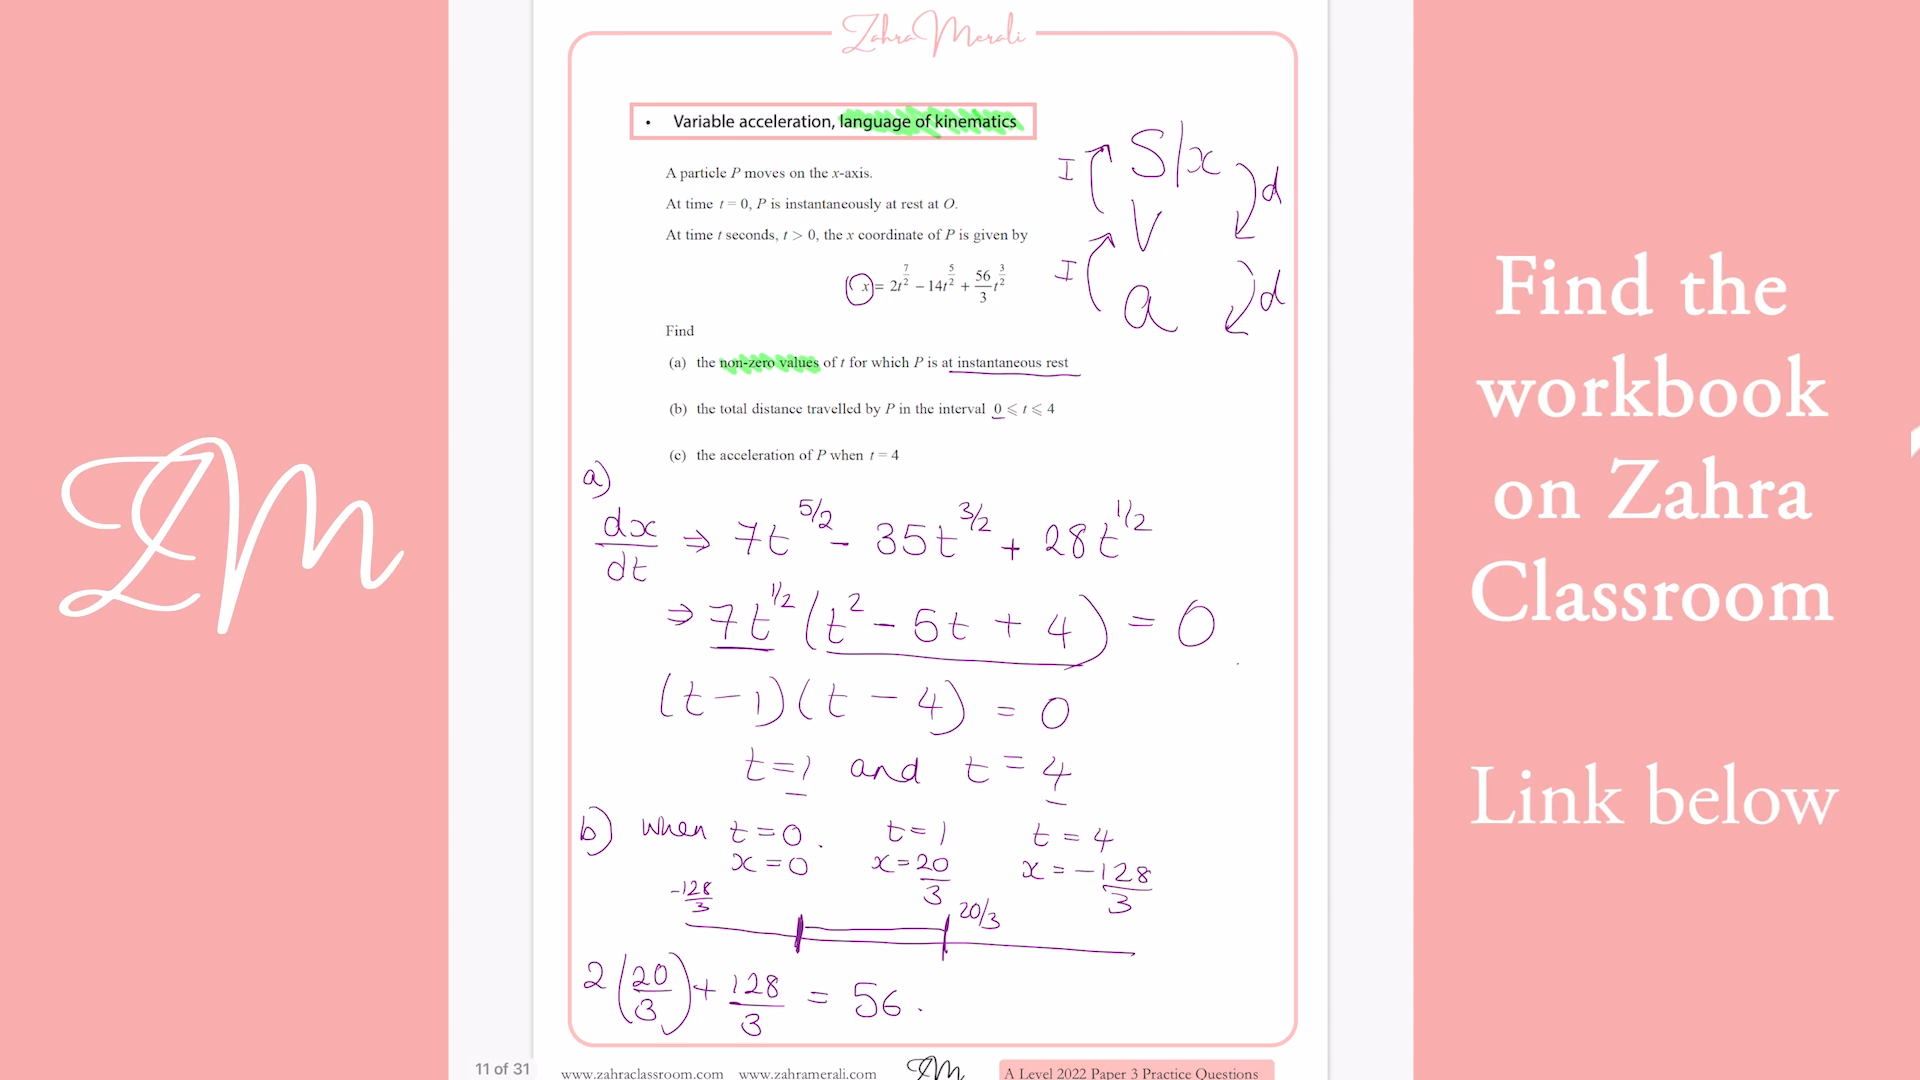 Zahra Merali
• Variable acceleration, language of kinematics
A particle P moves on the x-axis.
At time t = 0, P is instantaneously at rest at O.
At time t seconds, t > 0, the x coordinate of P is given by
x = 2t^(7/2) − 14t^(5/2) + 56/3 t^(3/2)
Find
(a) the non-zero values of t for which P is at instantaneous rest
(b) the total distance travelled by P in the interval 0 ⩽ t ⩽ 4
(c) the acceleration of P when t = 4
I S/x d
V
I a d
a)
dx/dt ⇒ 7t^(5/2) − 35t^(3/2) + 28t^(1/2)
⇒ 7t^(1/2) (t² − 5t + 4) = 0
(t − 1)(t − 4) = 0
t = 1 and t = 4
b) when t = 0 t = 1 t = 4
x = 0 x = 20/3 x = −128/3
−128/3 20/3
2(20/3) + 128/3 = 56.
11 of 31
www.zahraclassroom.com www.zahramerali.com ZM A Level 2022 Paper 3 Practice Questions
ZM
Find the
workbook
on Zahra
Classroom
Link below